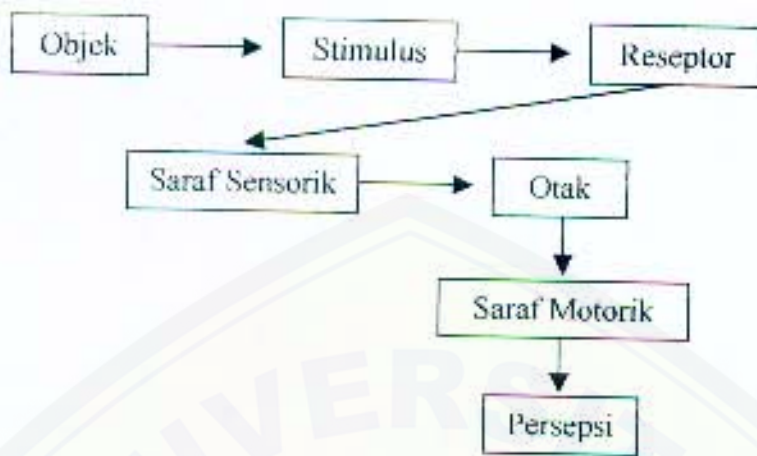 Objek
Stimulus
Reseptor
Saraf Sensorik
Otak
Saraf Motorik
Persepsi